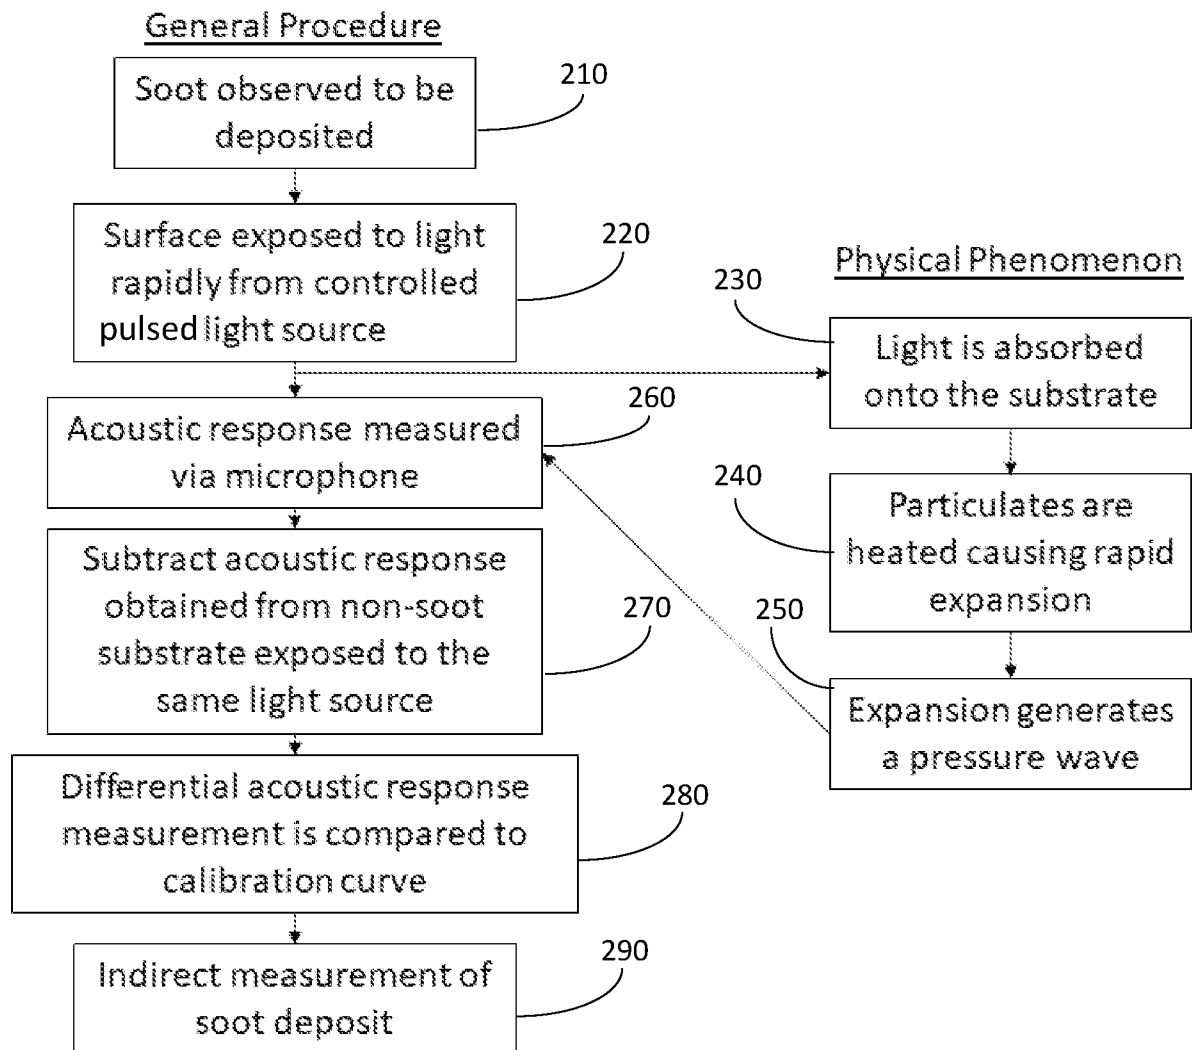 General Procedure
210
Soot observed to be
deposited
220
Surface exposed to light
rapidly from controlled
pulsed light source
260
Acoustic response measured
via microphone
270
Subtract acoustic response
obtained from non-soot
substrate exposed to the
same light source
280
Differential acoustic response
measurement is compared to
calibration curve
290
Indirect measurement of
soot deposit
Physical Phenomenon
230
Light is absorbed
onto the substrate
240
Particulates are
heated causing rapid
expansion
250
Expansion generates
a pressure wave